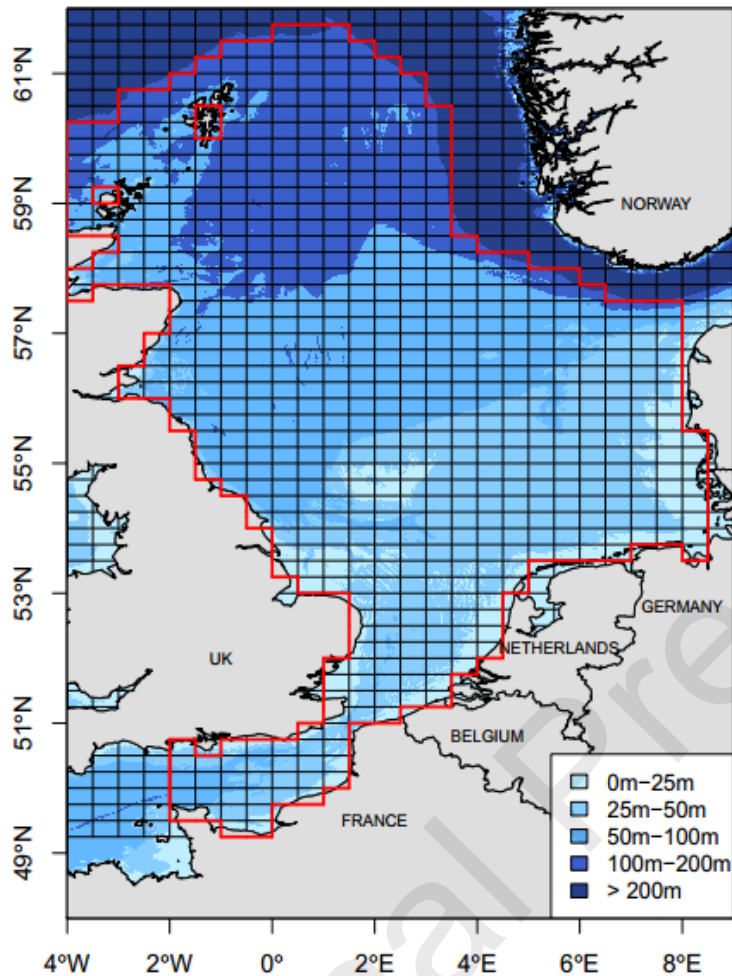 61°N
59°N
57°N
55°N
53°N
51°N
49°N
NORWAY
GERMANY
NETHERLANDS
UK
BELGIUM
FRANCE
0m−25m
25m−50m
50m−100m
100m−200m
> 200m
4°W 2°W 0° 2°E 4°E 6°E 8°E